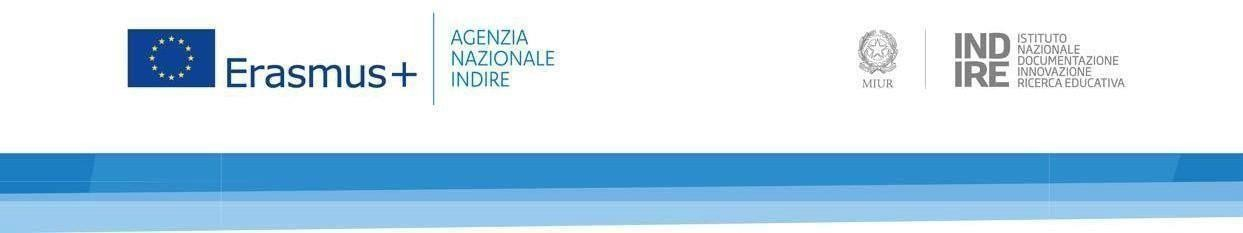 Erasmus+
AGENZIA
NAZIONALE
INDIRE
MIUR
IND
IRE
ISTITUTO
NAZIONALE
DOCUMENTAZIONE
INNOVAZIONE
RICERCA EDUCATIVA